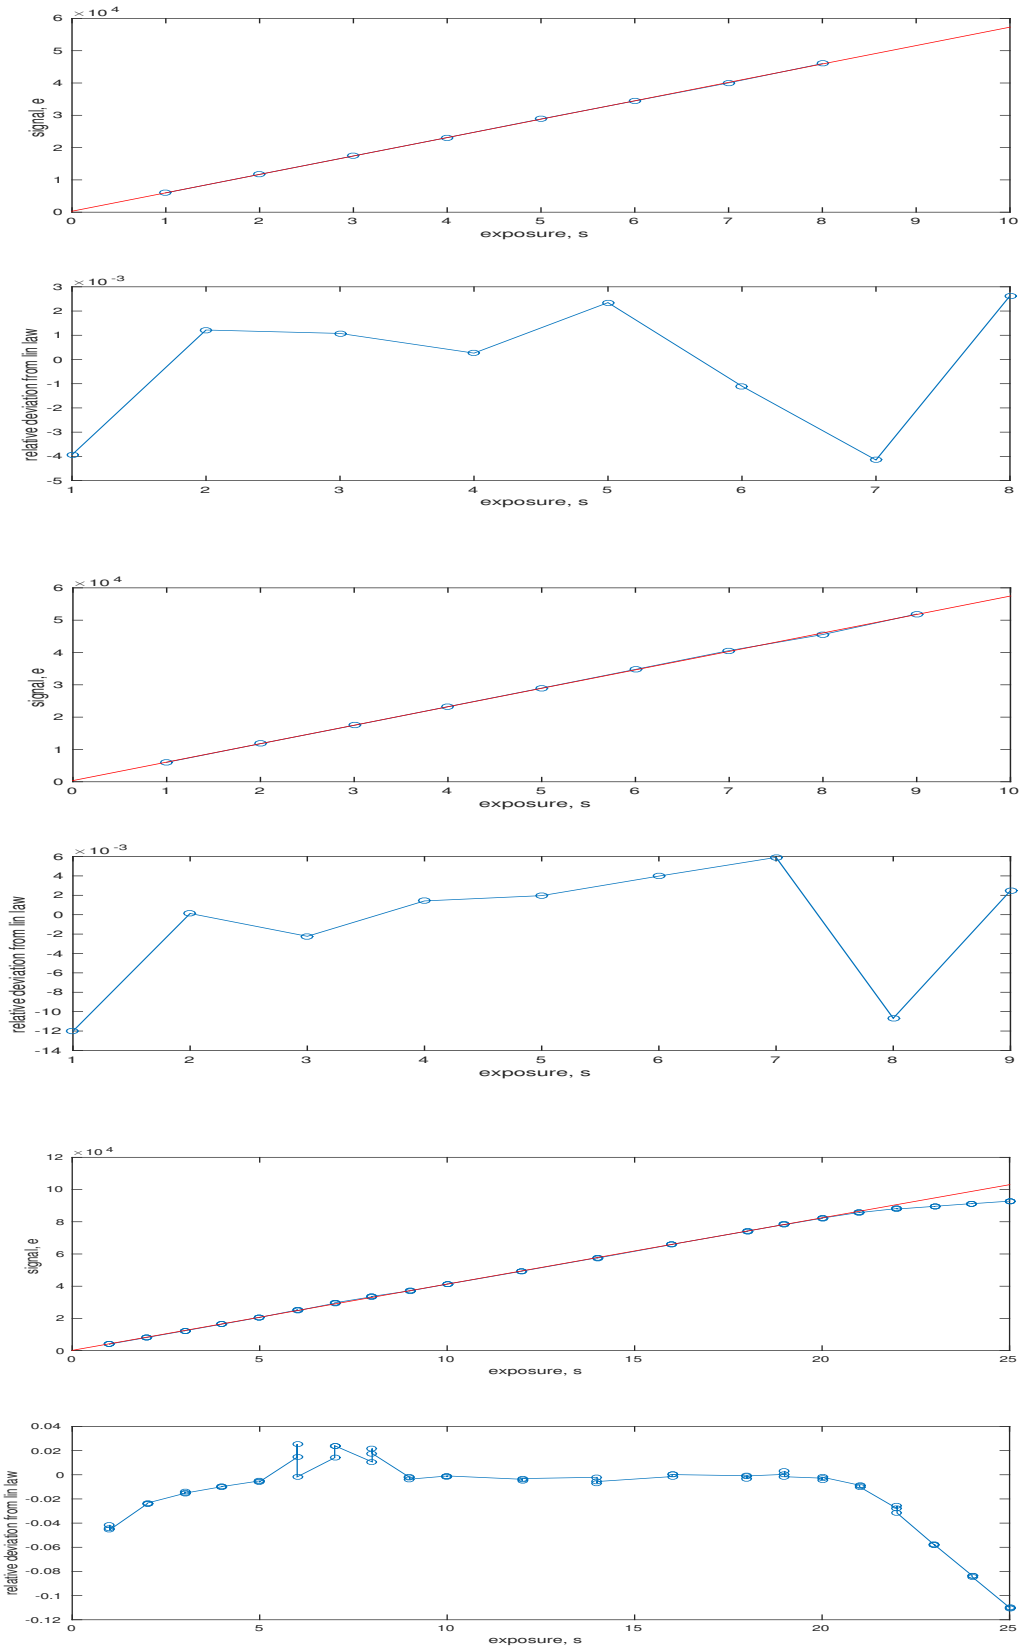 × 10 4
6
5
4
3
2
1
0
signal, e
0 1 2 3 4 5 6 7 8 9 10
exposure, s
× 10 -3
3
2
1
0
-1
-2
-3
-4
-5
relative deviation from lin law
1 2 3 4 5 6 7 8
exposure, s
× 10 4
6
5
4
3
2
1
0
signal, e
0 1 2 3 4 5 6 7 8 9 10
exposure, s
× 10 -3
6
4
2
0
-2
-4
-6
-8
-10
-12
-14
relative deviation from lin law
1 2 3 4 5 6 7 8 9
exposure, s
× 10 4
12
10
8
6
4
2
0
signal, e
0 5 10 15 20 25
exposure, s
0.04
0.02
0
-0.02
-0.04
-0.06
-0.08
-0.1
-0.12
relative deviation from lin law
0 5 10 15 20 25
exposure, s